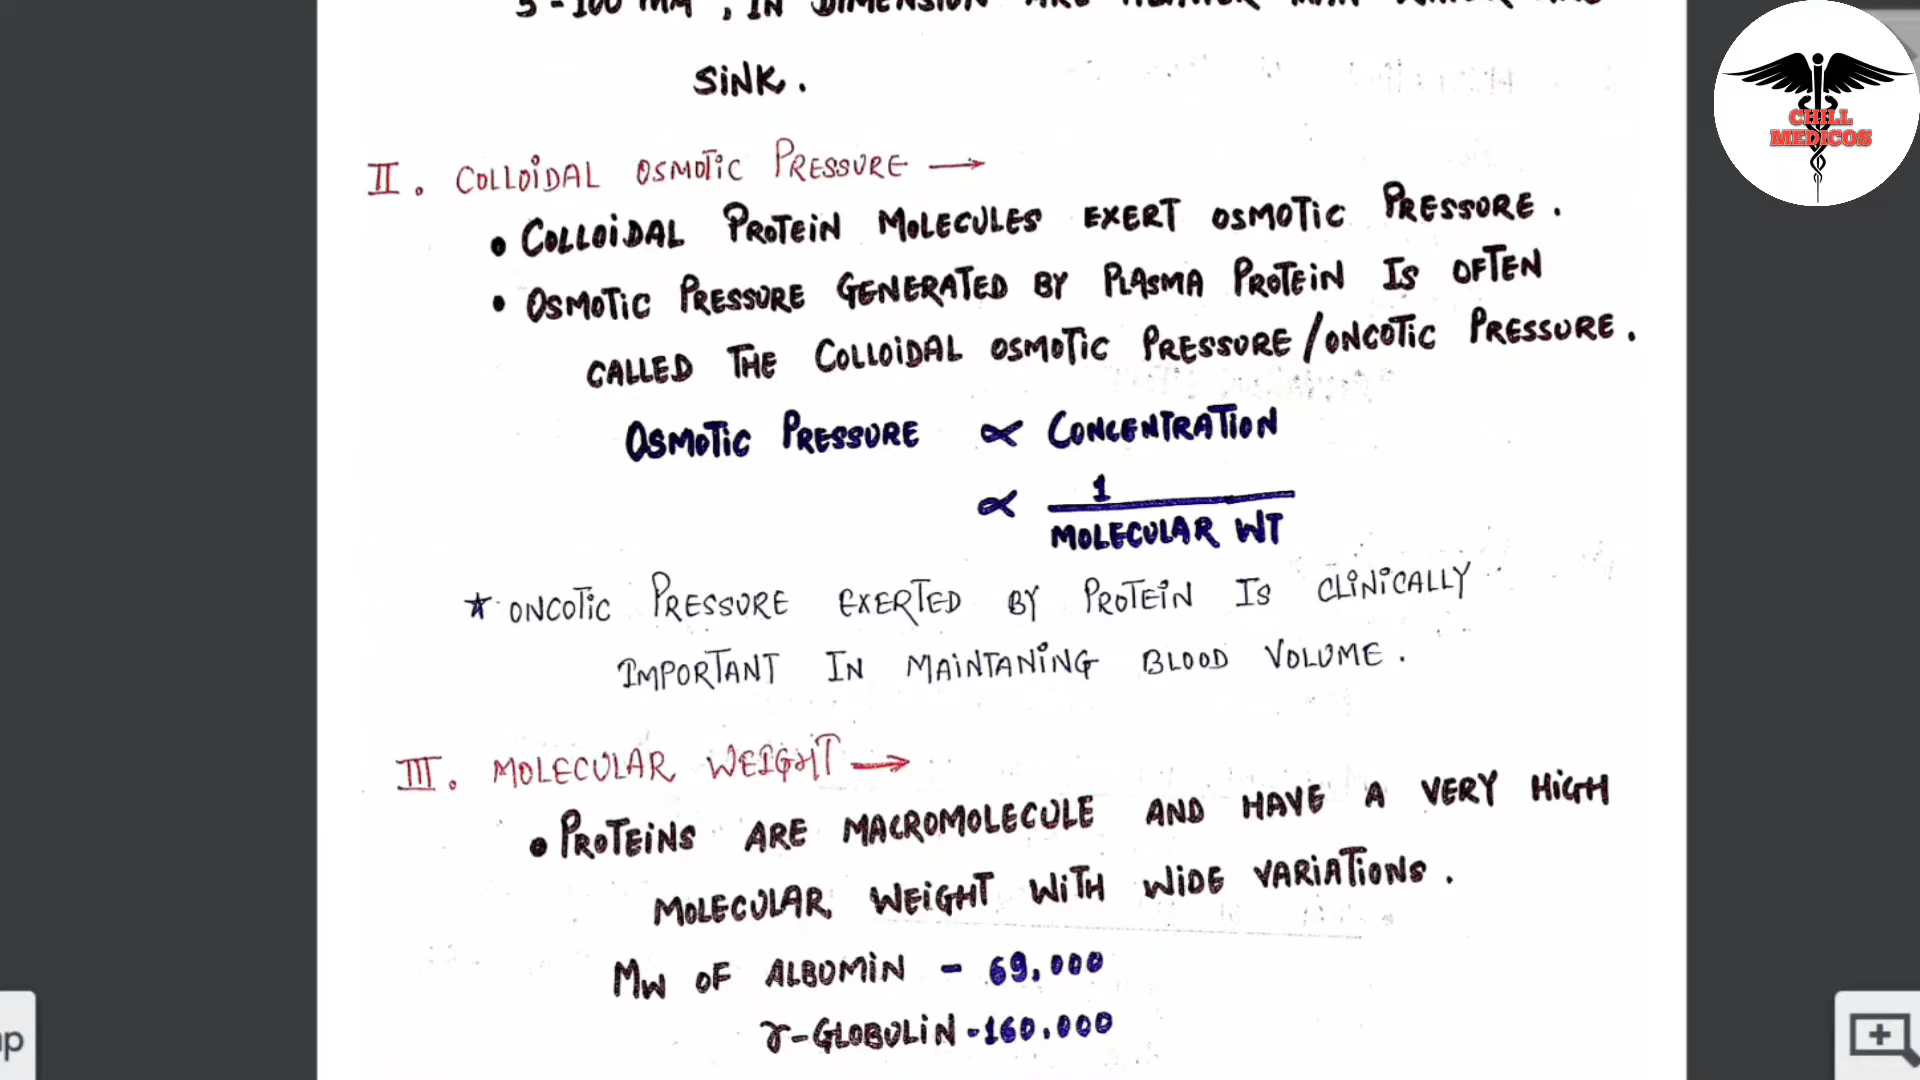 SINK.
II. COLLOIDAL OSMOTIC PRESSURE →
• COLLOIDAL PROTEIN MOLECULES EXERT OSMOTIC PRESSURE.
• OSMOTIC PRESSURE GENERATED BY PLASMA PROTEIN IS OFTEN
CALLED THE COLLOIDAL OSMOTIC PRESSURE/ONCOTIC PRESSURE.
OSMOTIC PRESSURE ∝ CONCENTRATION
∝ 1
MOLECULAR WT
★ ONCOTIC PRESSURE EXERTED BY PROTEIN IS CLINICALLY
IMPORTANT IN MAINTANING BLOOD VOLUME.
III. MOLECULAR WEIGHT →
• PROTEINS ARE MACROMOLECULE AND HAVE A VERY HIGH
MOLECULAR WEIGHT WITH WIDE VARIATIONS.
MW OF ALBUMIN - 69,000
γ-GLOBULIN - 160.000
CHILL
MEDICOS